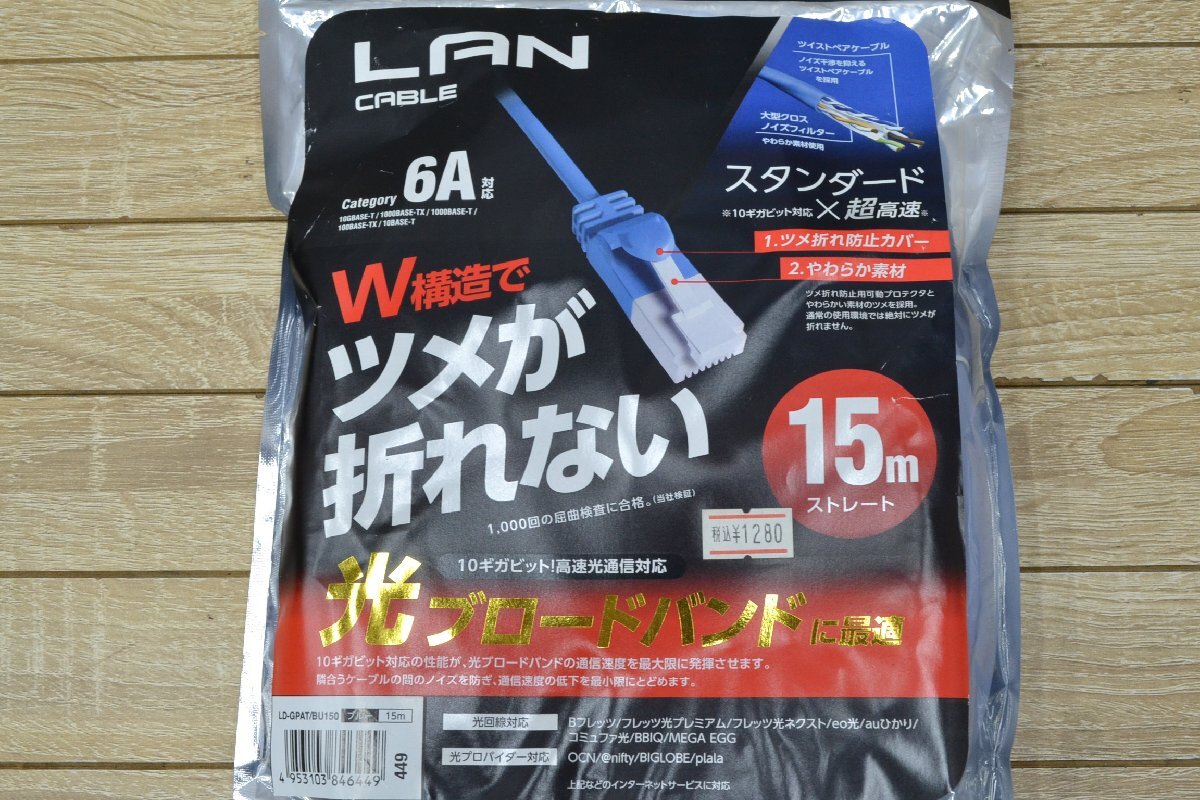 LAN
CABLE
Category 6A 対応
10GBASE-T / 1000BASE-TX / 1000BASE-T /
100BASE-TX / 10BASE-T
ツイストペアケーブル
ノイズ干渉を抑える
ツイストペアケーブル
を採用
大型クロス
ノイズフィルター
やわらか素材使用
スタンダード
※10ギガビット対応×超高速※
1.ツメ折れ防止カバー
2.やわらか素材
ツメ折れ防止用可動プロテクタと
やわらかい素材のツメを採用。
通常の使用環境では絶対にツメが
折れません。
W構造で
ツメが
折れない
1,000回の屈曲検査に合格。(当社検証)
15m
ストレート
税込¥1280
10ギガビット!高速光通信対応
光ブロードバンドに最適
10ギガビット対応の性能が、光ブロードバンドの通信速度を最大限に発揮させます。
隣合うケーブルの間のノイズを防ぎ、通信速度の低下を最小限にとどめます。
LD-GPAT/BU150 ブルー 15m
4 953103 846449
449
光回線対応
Bフレッツ/フレッツ光プレミアム/フレッツ光ネクスト/eo光/auひかり/
コミュファ光/BBIQ/MEGA EGG
光プロバイダー対応
OCN/@nifty/BIGLOBE/plala
上記などのインターネットサービスに対応